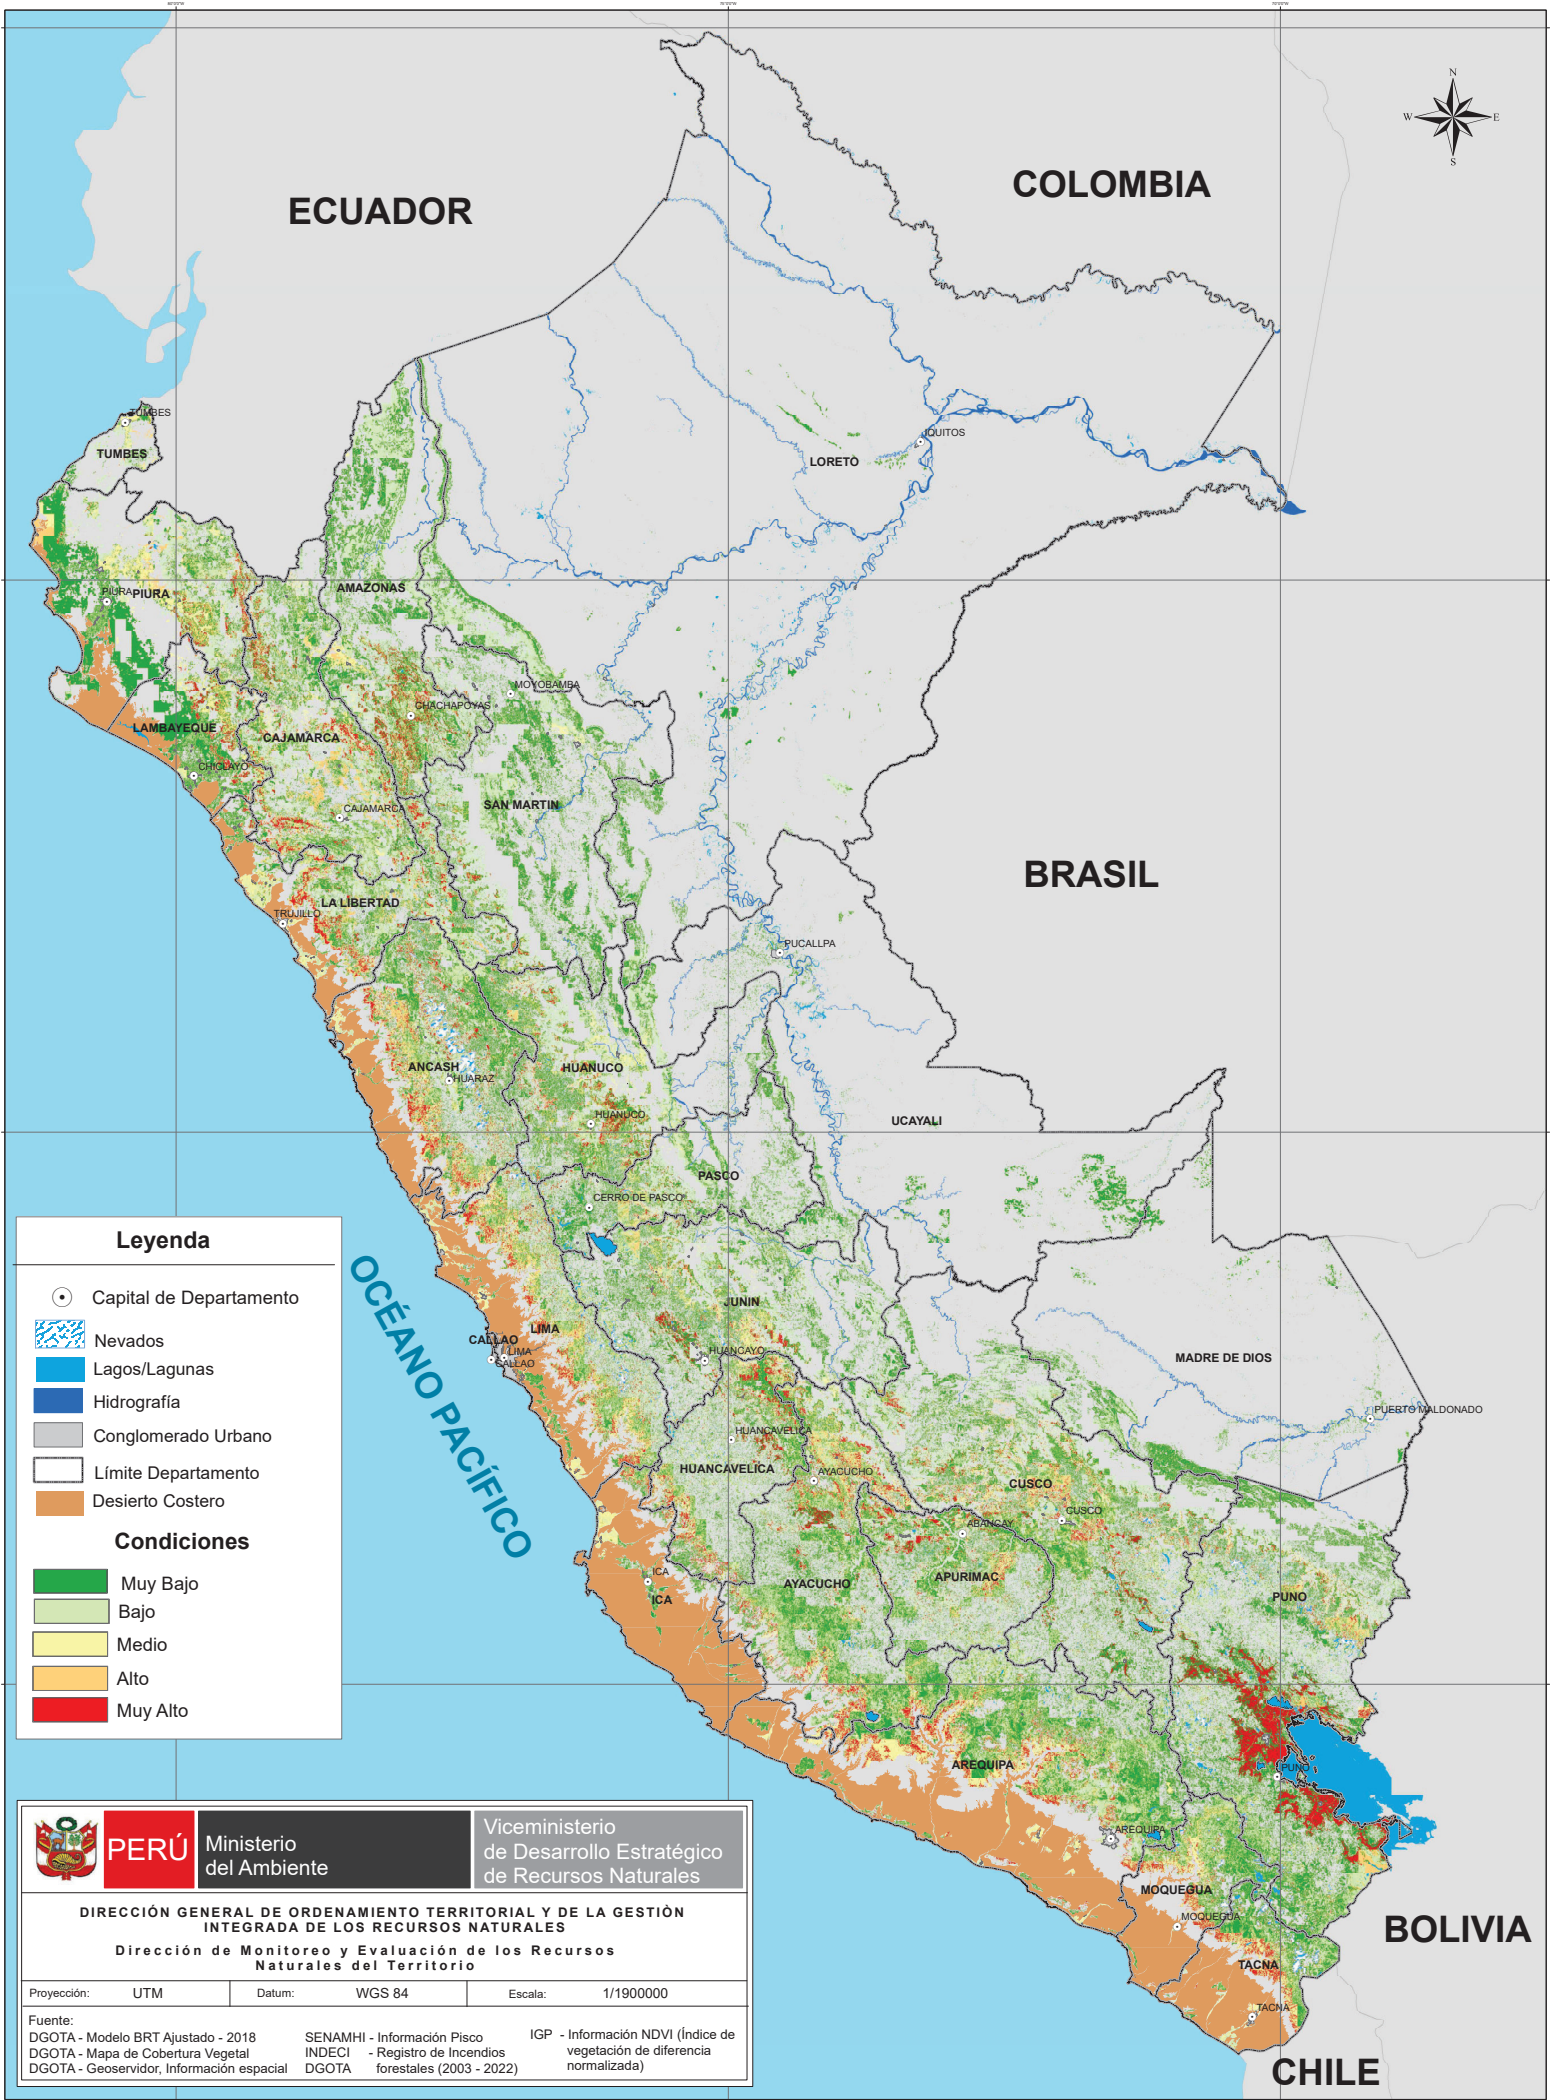 N
W
E
S
ECUADOR
COLOMBIA
BRASIL
BOLIVIA
CHILE
OCÉANO PACÍFICO
TUMBES
TUMBES
IQUITOS
LORETO
AMAZONAS
PIURA
PIURA
MOYOBAMBA
CHACHAPOYAS
LAMBAYEQUE
CAJAMARCA
CHICLAYO
SAN MARTIN
CAJAMARCA
LA LIBERTAD
TRUJILLO
PUCALLPA
ANCASH
HUARAZ
HUANUCO
HUANUCO
UCAYALI
PASCO
CERRO DE PASCO
JUNIN
LIMA
CALLAO
LIMA
CALLAO
HUANCAYO
MADRE DE DIOS
PUERTO MALDONADO
HUANCAVELICA
HUANCAVELICA
AYACUCHO
CUSCO
CUSCO
ABANCAY
APURIMAC
AYACUCHO
ICA
ICA
PUNO
PUNO
AREQUIPA
AREQUIPA
MOQUEGUA
MOQUEGUA
TACNA
TACNA
Leyenda
Capital de Departamento
Nevados
Lagos/Lagunas
Hidrografía
Conglomerado Urbano
Límite Departamento
Desierto Costero
Condiciones
Muy Bajo
Bajo
Medio
Alto
Muy Alto
PERÚ
Ministerio
del Ambiente
Viceministerio
de Desarrollo Estratégico
de Recursos Naturales
DIRECCIÓN GENERAL DE ORDENAMIENTO TERRITORIAL Y DE LA GESTIÒN
INTEGRADA DE LOS RECURSOS NATURALES
Dirección de Monitoreo y Evaluación de los Recursos
Naturales del Territorio
Proyección: UTM Datum: WGS 84 Escala: 1/1900000
Fuente:
DGOTA - Modelo BRT Ajustado - 2018
DGOTA - Mapa de Cobertura Vegetal
DGOTA - Geoservidor, Información espacial
SENAMHI - Información Pisco
INDECI - Registro de Incendios
DGOTA forestales (2003 - 2022)
IGP - Información NDVI (Índice de
vegetación de diferencia
normalizada)